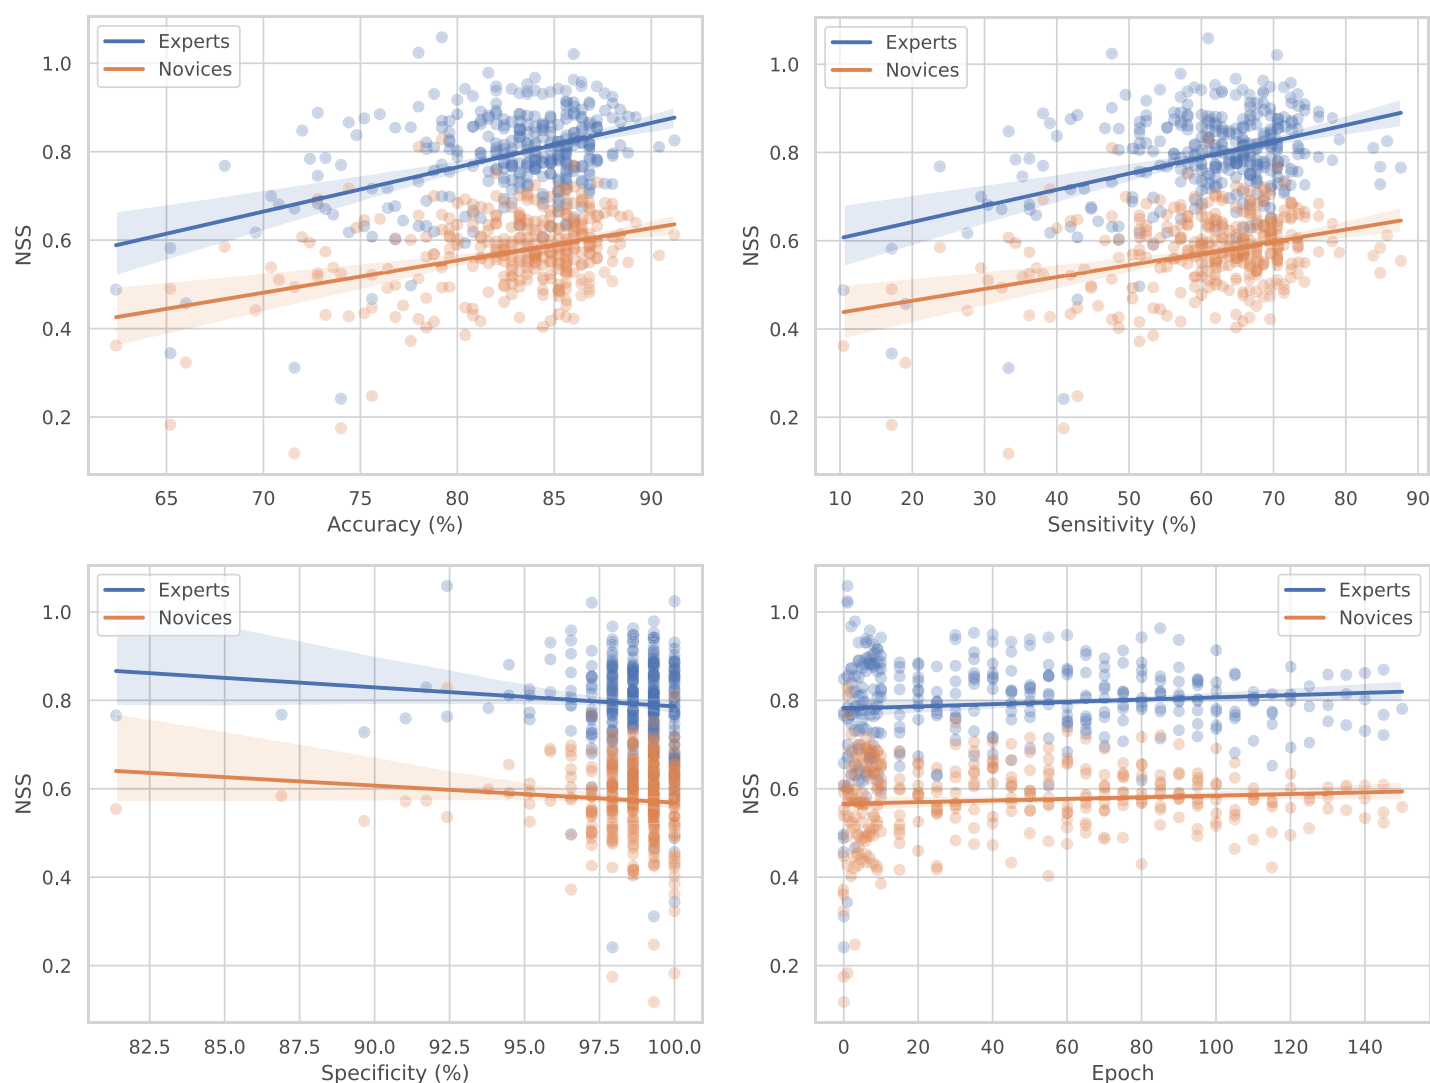 Experts
Novices
1.0
0.8
0.6
0.4
0.2
NSS
65 70 75 80 85 90
Accuracy (%)
Experts
Novices
1.0
0.8
0.6
0.4
0.2
NSS
10 20 30 40 50 60 70 80 90
Sensitivity (%)
Experts
Novices
1.0
0.8
0.6
0.4
0.2
NSS
82.5 85.0 87.5 90.0 92.5 95.0 97.5 100.0
Specificity (%)
Experts
Novices
1.0
0.8
0.6
0.4
0.2
NSS
0 20 40 60 80 100 120 140
Epoch